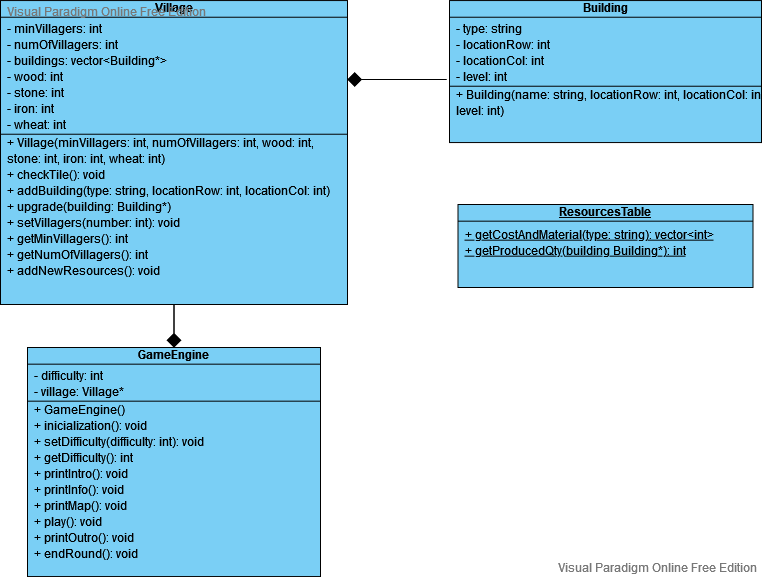 Visual Paradigm Online Free Edition
Village
- minVillagers: int
- numOfVillagers: int
- buildings: vector<Building*>
- wood: int
- stone: int
- iron: int
- wheat: int
+ Village(minVillagers: int, numOfVillagers: int, wood: int,
stone: int, iron: int, wheat: int)
+ checkTile(): void
+ addBuilding(type: string, locationRow: int, locationCol: int)
+ upgrade(building: Building*)
+ setVillagers(number: int): void
+ getMinVillagers(): int
+ getNumOfVillagers(): int
+ addNewResources(): void
Building
- type: string
- locationRow: int
- locationCol: int
- level: int
+ Building(name: string, locationRow: int, locationCol: in
level: int)
ResourcesTable
+ getCostAndMaterial(type: string): vector<int>
+ getProducedQty(building Building*): int
GameEngine
- difficulty: int
- village: Village*
+ GameEngine()
+ inicialization(): void
+ setDifficulty(difficulty: int): void
+ getDifficulty(): int
+ printIntro(): void
+ printInfo(): void
+ printMap(): void
+ play(): void
+ printOutro(): void
+ endRound(): void
Visual Paradigm Online Free Edition